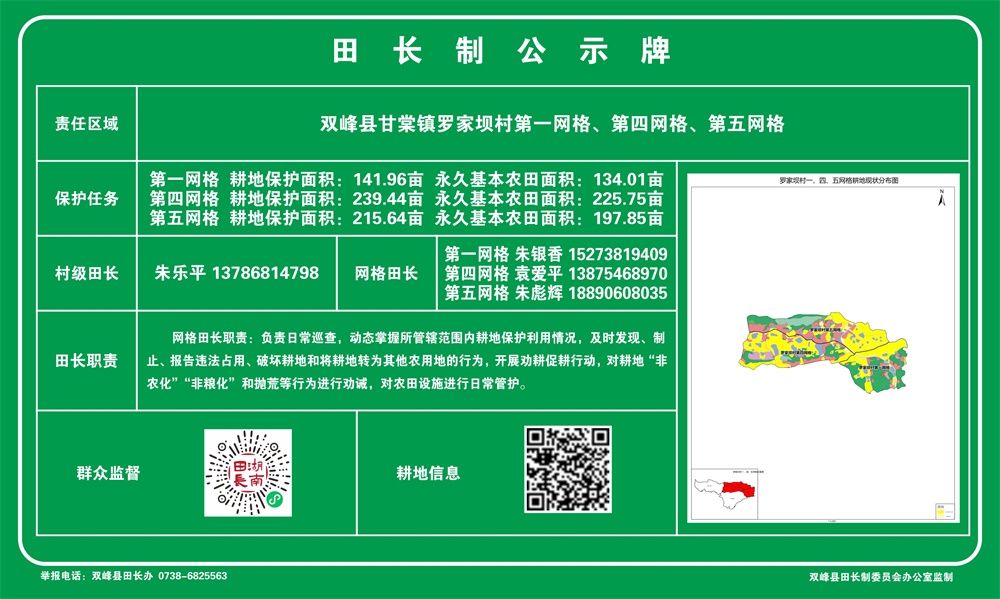 田长制公示牌
责任区域
双峰县甘棠镇罗家坝村第一网格、第四网格、第五网格
保护任务
第一网格 耕地保护面积：141.96亩 永久基本农田面积：134.01亩
第四网格 耕地保护面积：239.44亩 永久基本农田面积：225.75亩
第五网格 耕地保护面积：215.64亩 永久基本农田面积：197.85亩
村级田长
朱乐平 13786814798
网格田长
第一网格 朱银香 15273819409
第四网格 袁爱平 13875468970
第五网格 朱彪辉 18890608035
田长职责
网格田长职责：负责日常巡查，动态掌握所管辖范围内耕地保护利用情况，及时发现、制
止、报告违法占用、破坏耕地和将耕地转为其他农用地的行为，开展劝耕促耕行动，对耕地“非
农化”“非粮化”和抛荒等行为进行劝诫，对农田设施进行日常管护。
群众监督
湖南
田長
耕地信息
罗家坝村一、四、五网格耕地现状分布图
N
罗家坝村第五网格
罗家坝村第四网格
罗家坝村第一网格
举报电话：双峰县田长办 0738-6825563
双峰县田长制委员会办公室监制